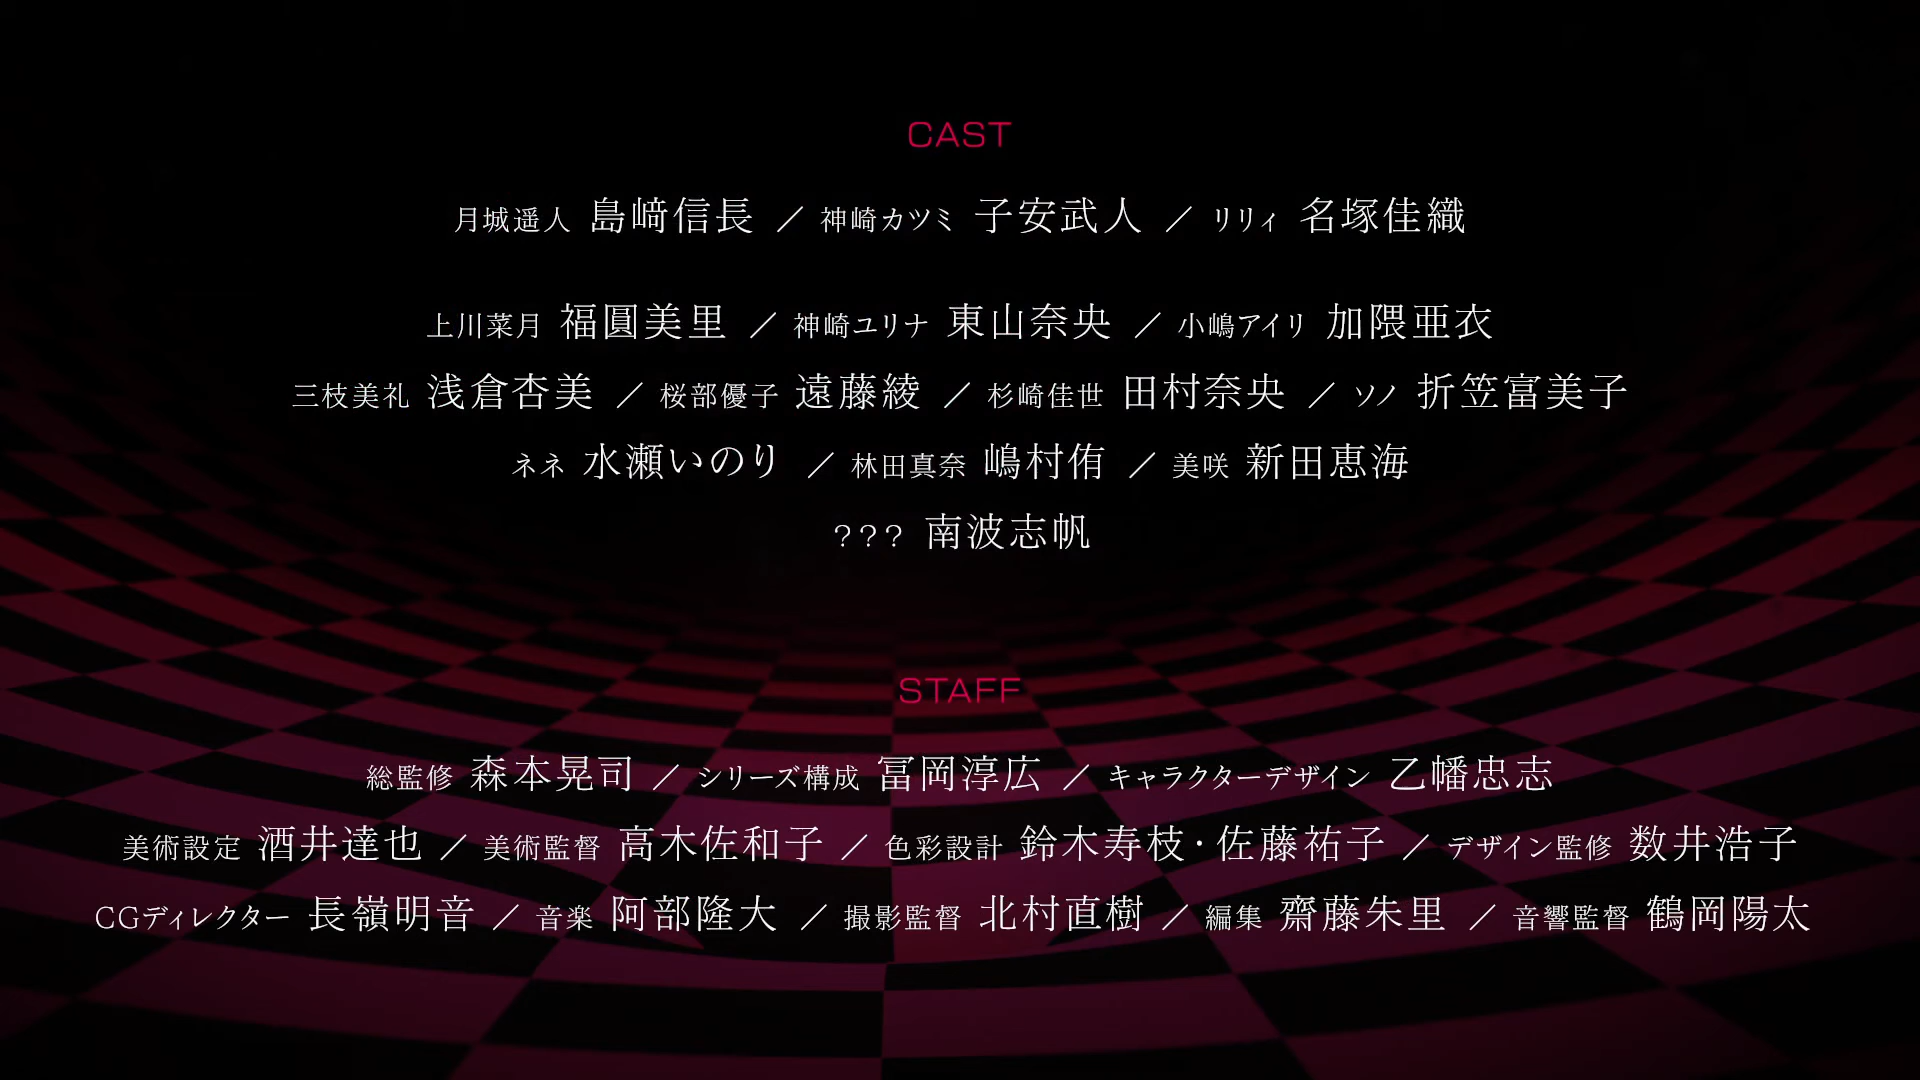 CAST
月城遥人 島﨑信長 ／ 神崎カツミ 子安武人 ／ リリィ 名塚佳織
上川菜月 福圓美里 ／ 神崎ユリナ 東山奈央 ／ 小嶋アイリ 加隈亜衣
三枝美礼 浅倉杏美 ／ 桜部優子 遠藤綾 ／ 杉崎佳世 田村奈央 ／ ソノ 折笠富美子
ネネ 水瀬いのり ／ 林田真奈 嶋村侑 ／ 美咲 新田恵海
？？？ 南波志帆
STAFF
総監修 森本晃司 ／ シリーズ構成 冨岡淳広 ／ キャラクターデザイン 乙幡忠志
美術設定 酒井達也 ／ 美術監督 高木佐和子 ／ 色彩設計 鈴木寿枝・佐藤祐子 ／ デザイン監修 数井浩子
CGディレクター 長嶺明音 ／ 音楽 阿部隆大 ／ 撮影監督 北村直樹 ／ 編集 齋藤朱里 ／ 音響監督 鶴岡陽太